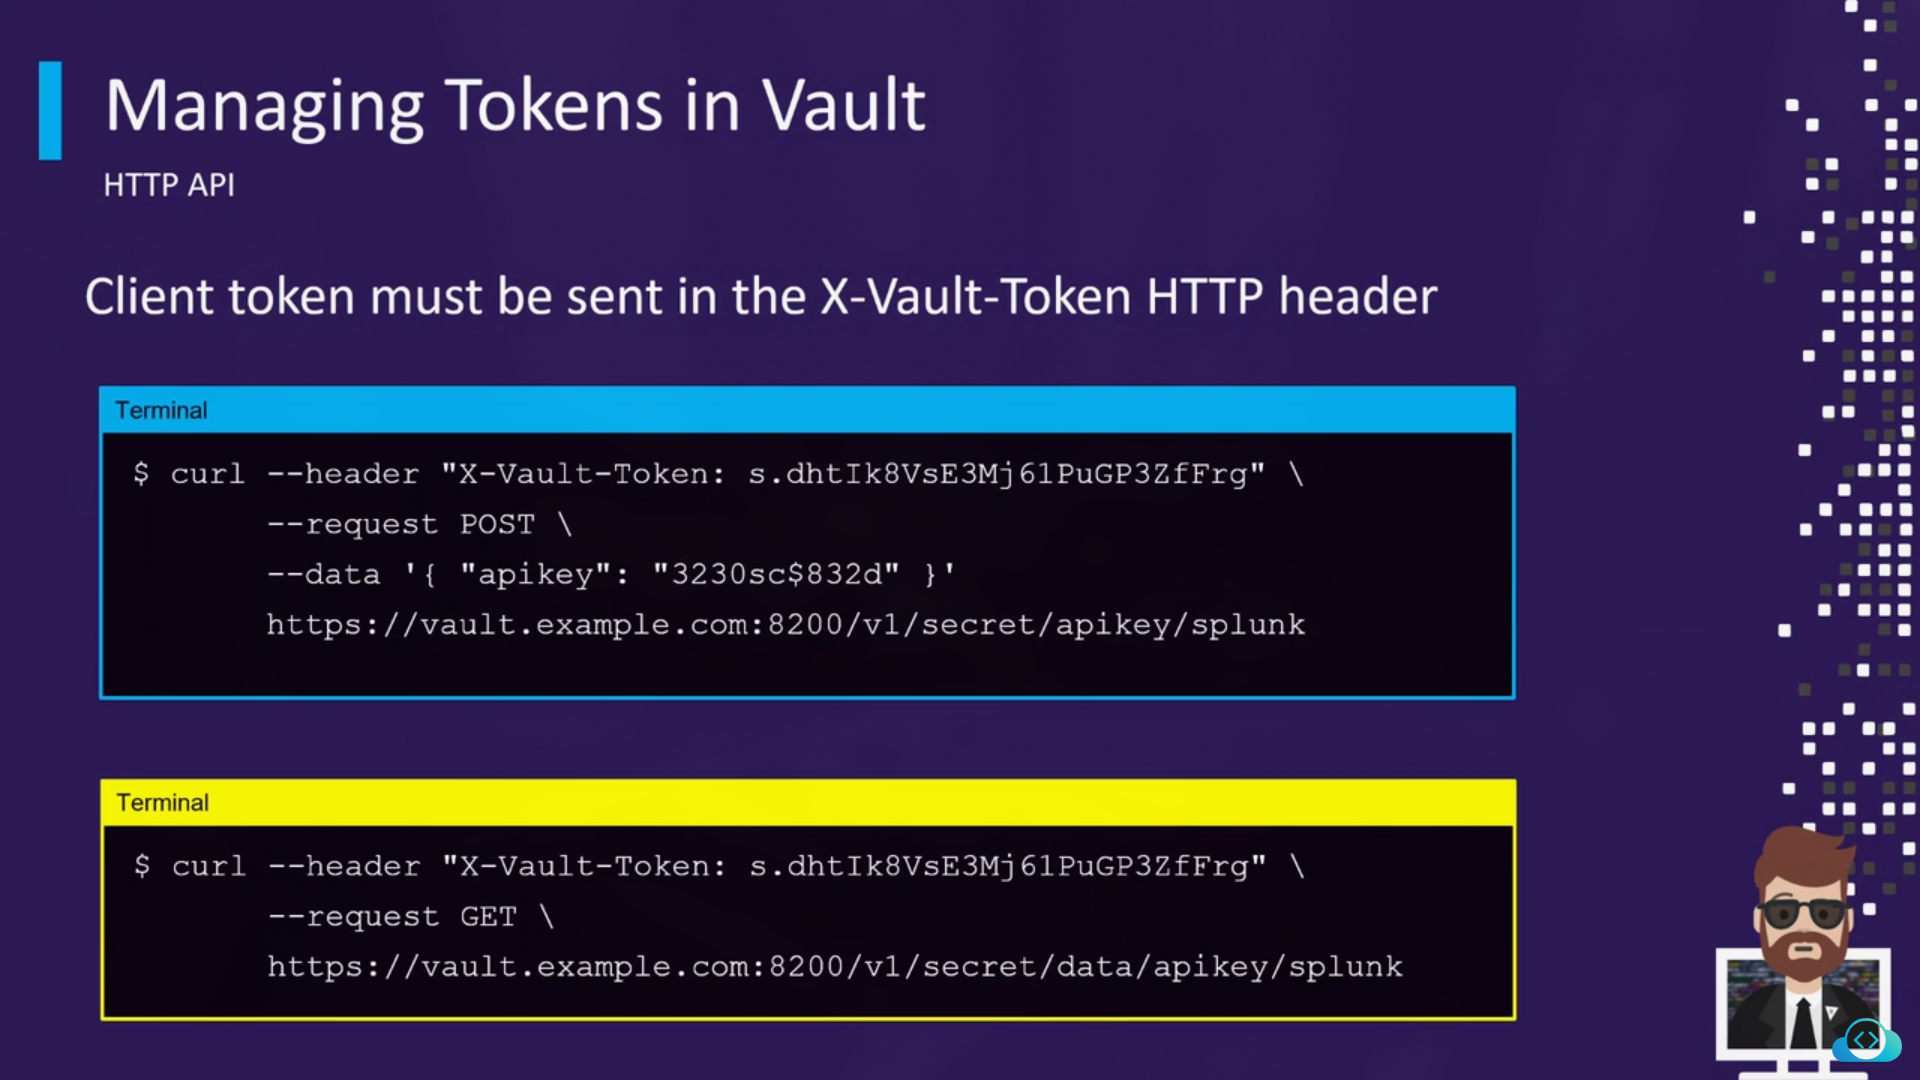 Managing Tokens in Vault
HTTP API
Client token must be sent in the X-Vault-Token HTTP header
Terminal
$ curl --header "X-Vault-Token: s.dhtIk8VsE3Mj61PuGP3ZfFrg" \
--request POST \
--data '{ "apikey": "3230sc$832d" }'
https://vault.example.com:8200/v1/secret/apikey/splunk
Terminal
$ curl --header "X-Vault-Token: s.dhtIk8VsE3Mj61PuGP3ZfFrg" \
--request GET \
https://vault.example.com:8200/v1/secret/data/apikey/splunk